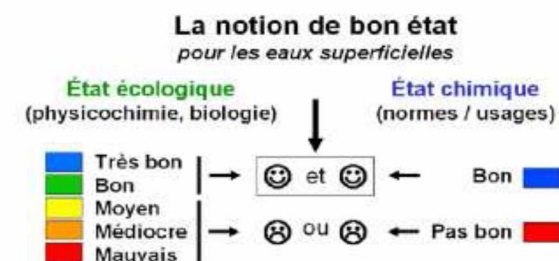 La notion de bon état
pour les eaux superficielles
État écologique
(physicochimie, biologie)
État chimique
(normes / usages)
Très bon
Bon
Moyen
Médiocre
Mauvais
et
ou
Bon
Pas bon